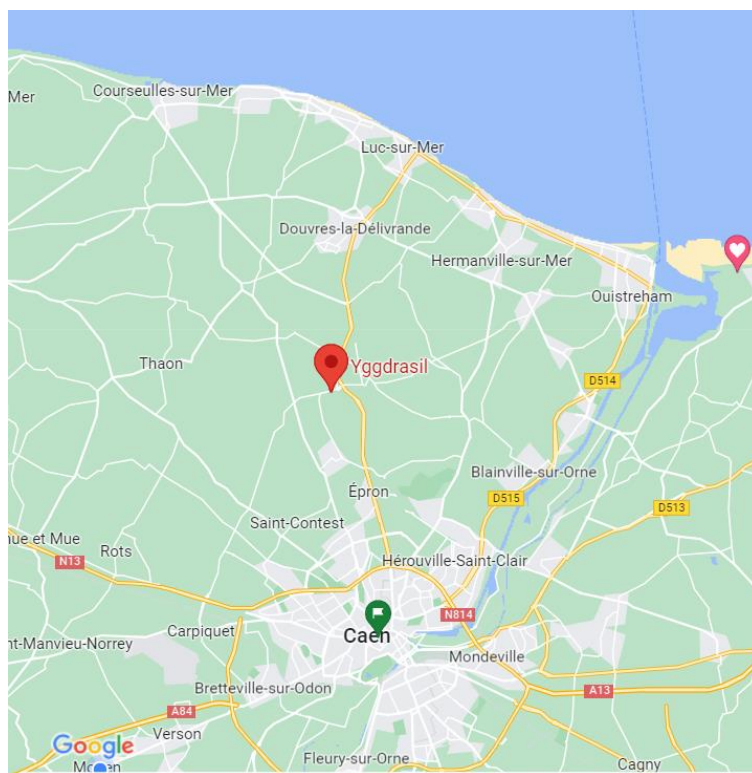 Mer
Courseulles-sur-Mer
Luc-sur-Mer
Douvres-la-Délivrande
Hermanville-sur-Mer
Ouistreham
Thaon
Yggdrasil
D514
Blainville-sur-Orne
Épron
D515
D513
Saint-Contest
ue et Mue
Rots
N13
Hérouville-Saint-Clair
N814
Carpiquet
Caen
nt-Manvieu-Norrey
Mondeville
Bretteville-sur-Odon
A13
A84
Verson
Google
Fleury-sur-Orne
Cagny